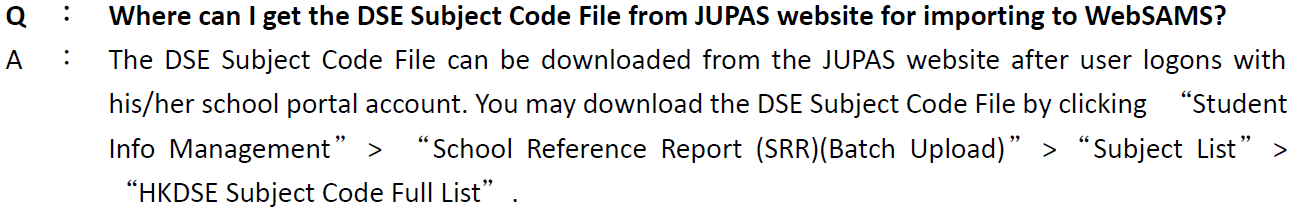 Q : Where can I get the DSE Subject Code File from JUPAS website for importing to WebSAMS?
A : The DSE Subject Code File can be downloaded from the JUPAS website after user logons with
his/her school portal account. You may download the DSE Subject Code File by clicking “Student
Info Management” > “School Reference Report (SRR)(Batch Upload)” > “Subject List” >
“HKDSE Subject Code Full List” .